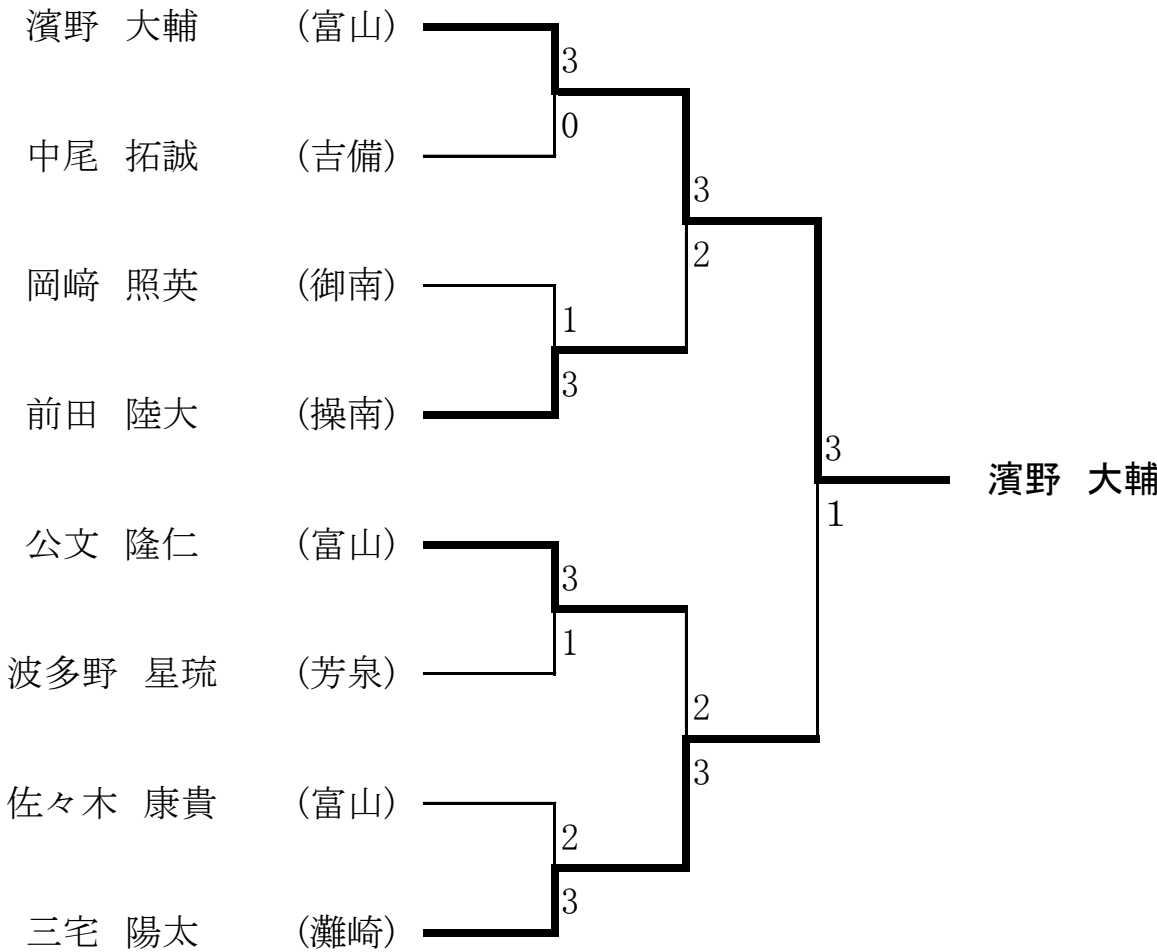 濱野 大輔 (富山)
3
0
中尾 拓誠 (吉備)
3
2
岡﨑 照英 (御南)
1
3
前田 陸大 (操南)
3
濱野 大輔
1
公文 隆仁 (富山)
3
1
波多野 星琉 (芳泉)
2
3
佐々木 康貴 (富山)
2
3
三宅 陽太 (灘崎)